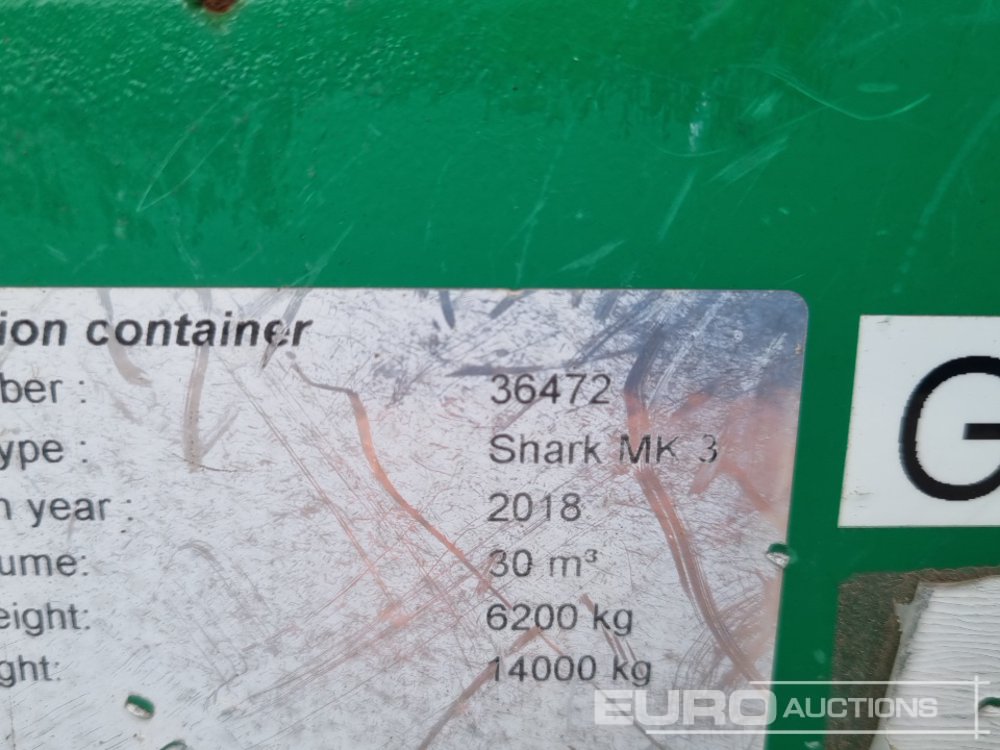 ion container
ber : 36472
ype : Shark MK 3
n year : 2018
ume: 30 m³
eight: 6200 kg
ght: 14000 kg
G
EURO AUCTIONS